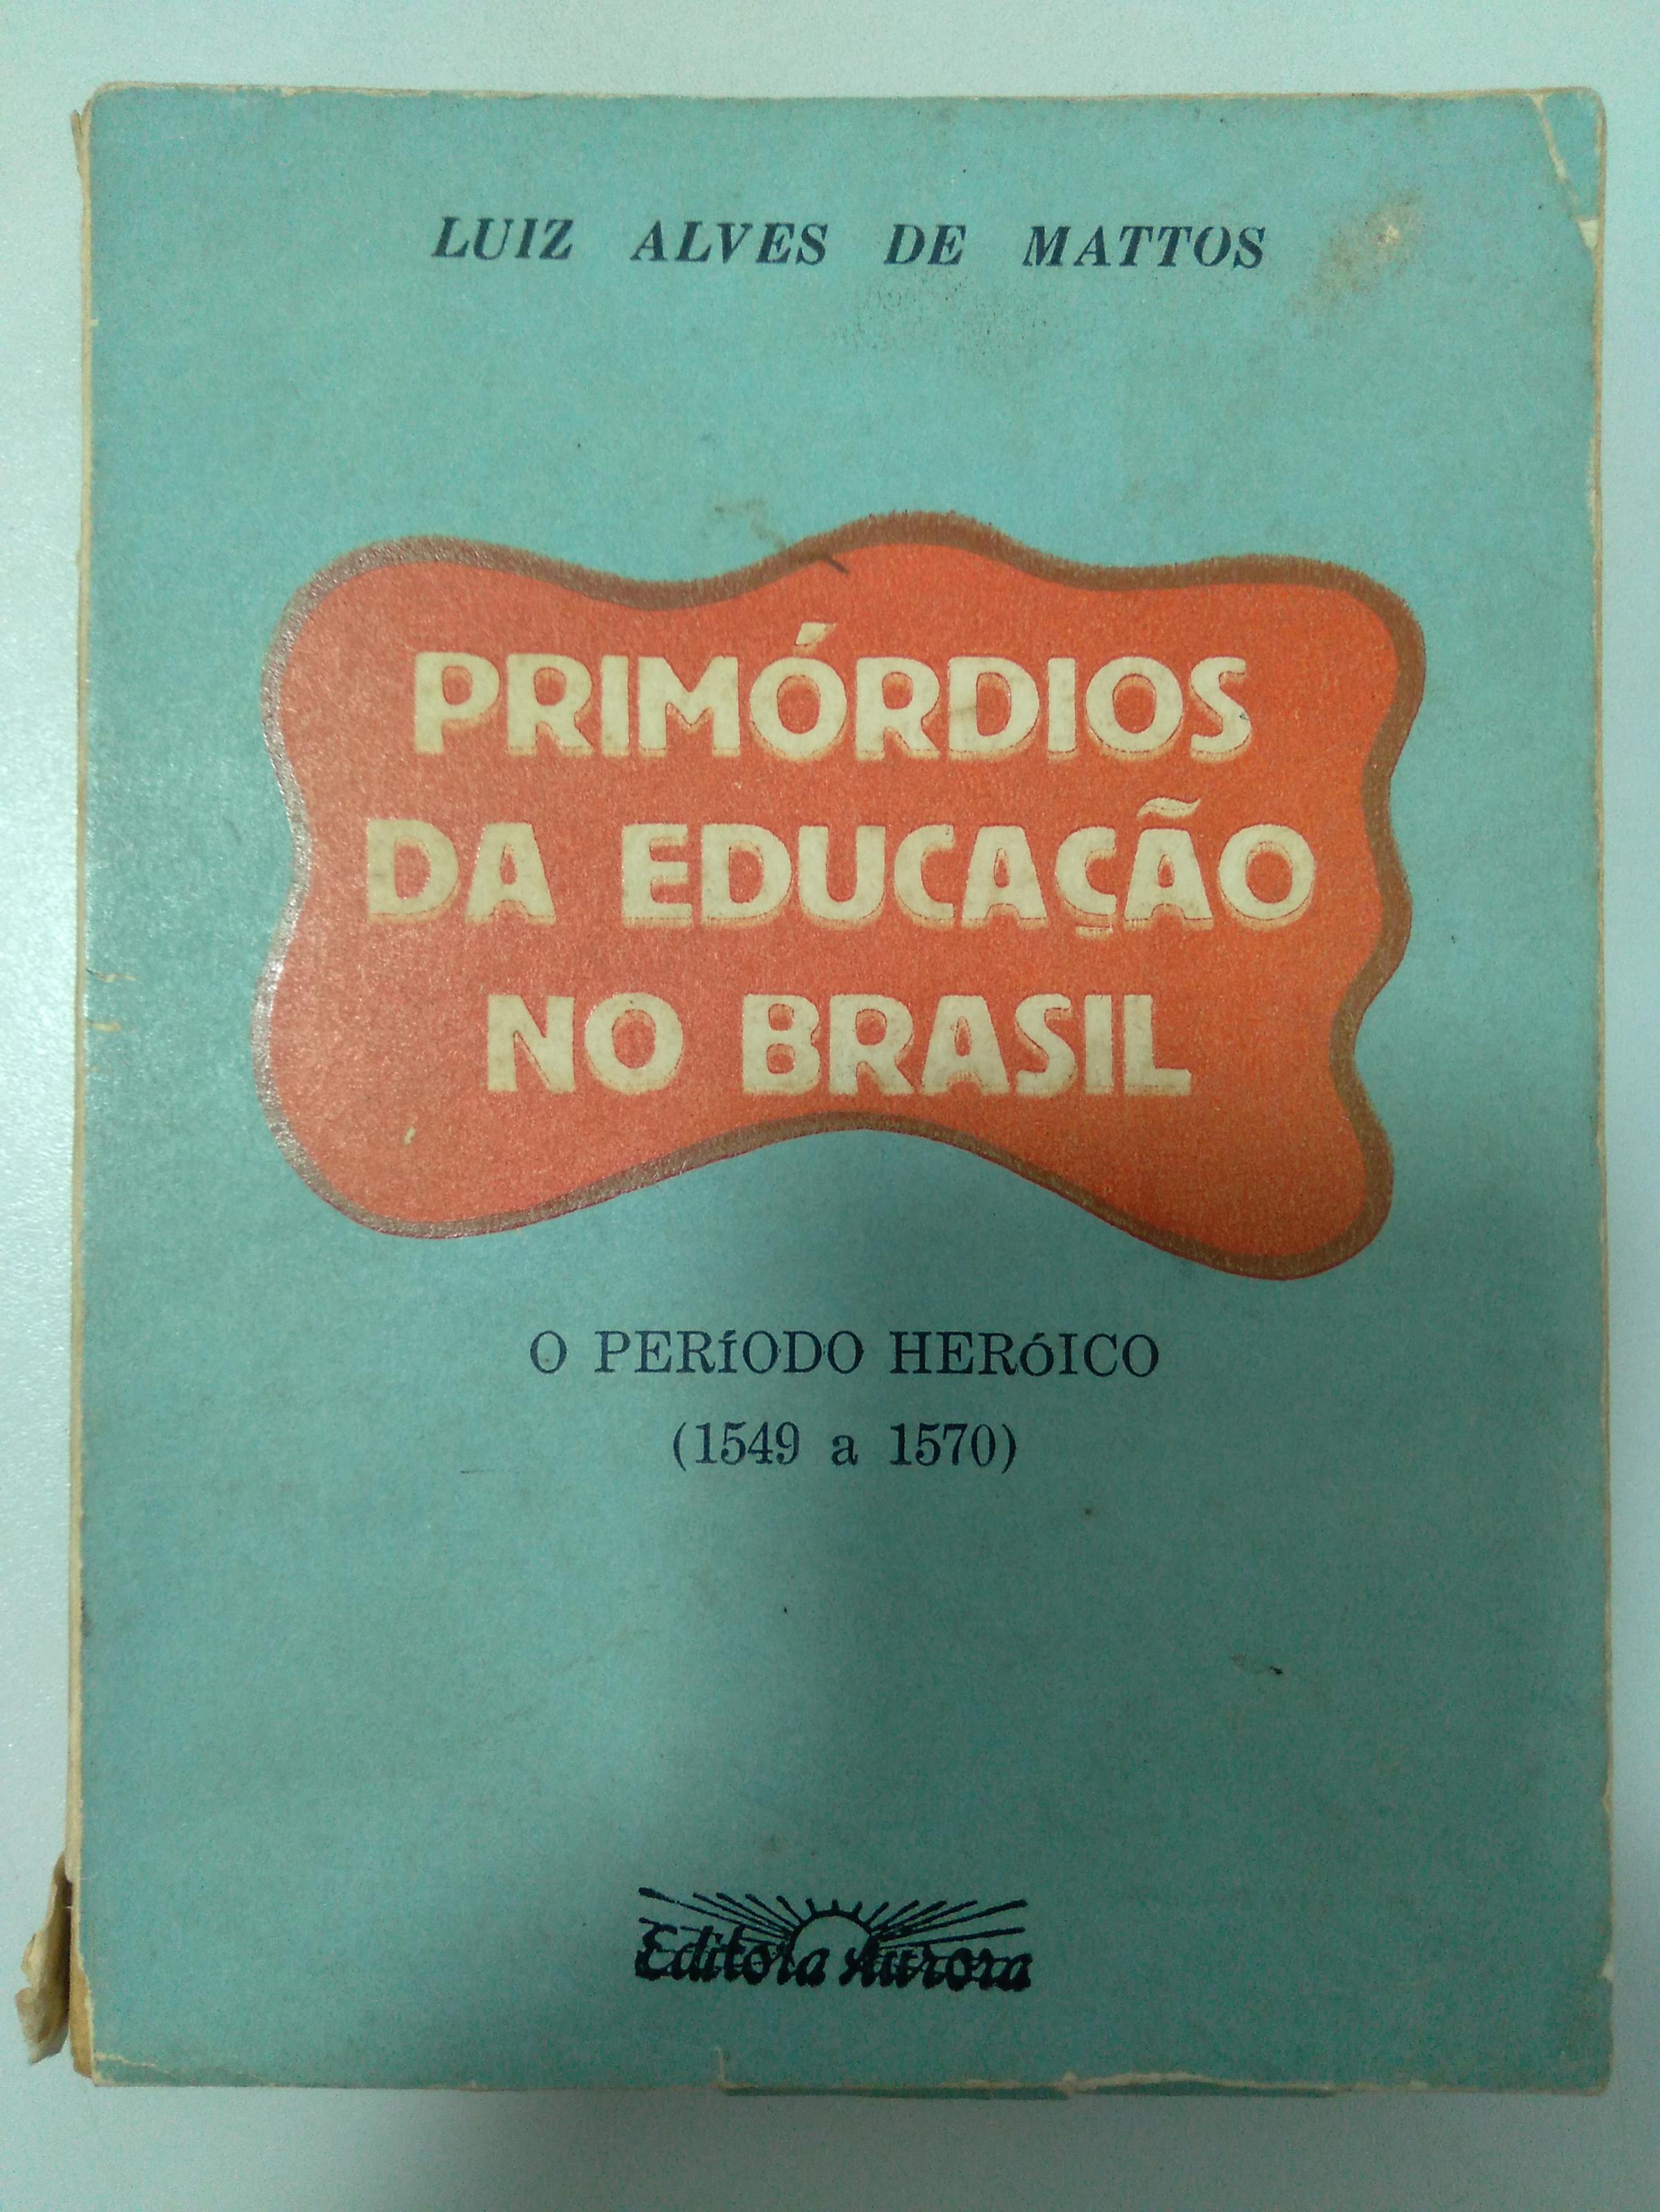 LUIZ ALVES DE MATTOS
PRIMÓRDIOS
DA EDUCAÇÃO
NO BRASIL
O PERÍODO HERÓICO
(1549 a 1570)
Editora Aurora